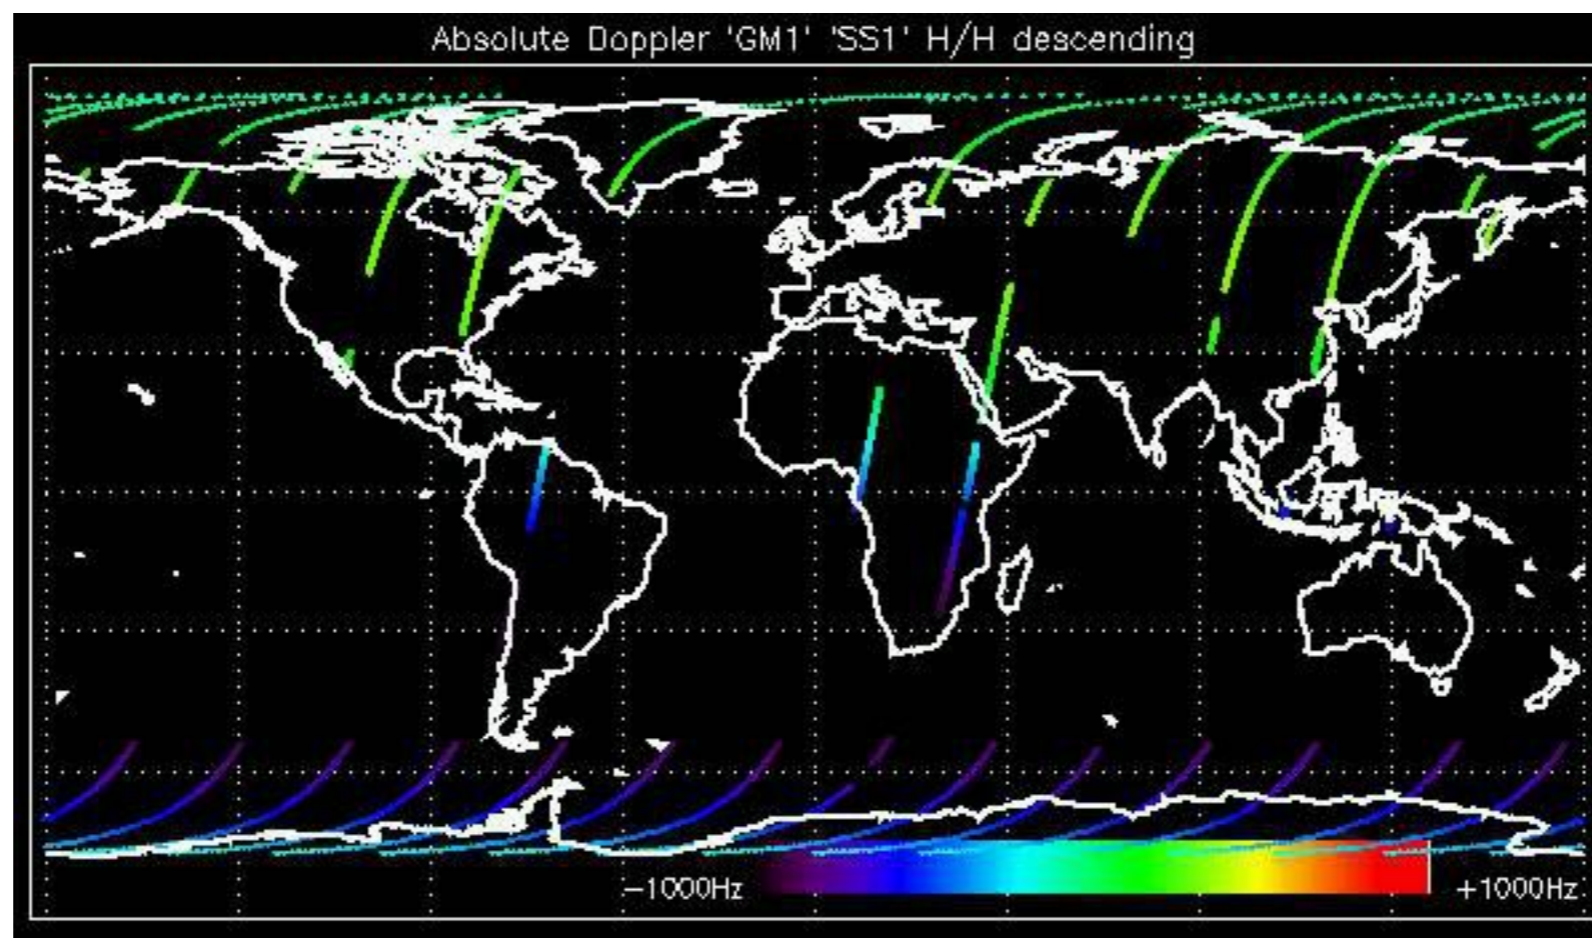 Absolute Doppler 'GM1' 'SS1' H/H descending
−1000Hz +1000Hz